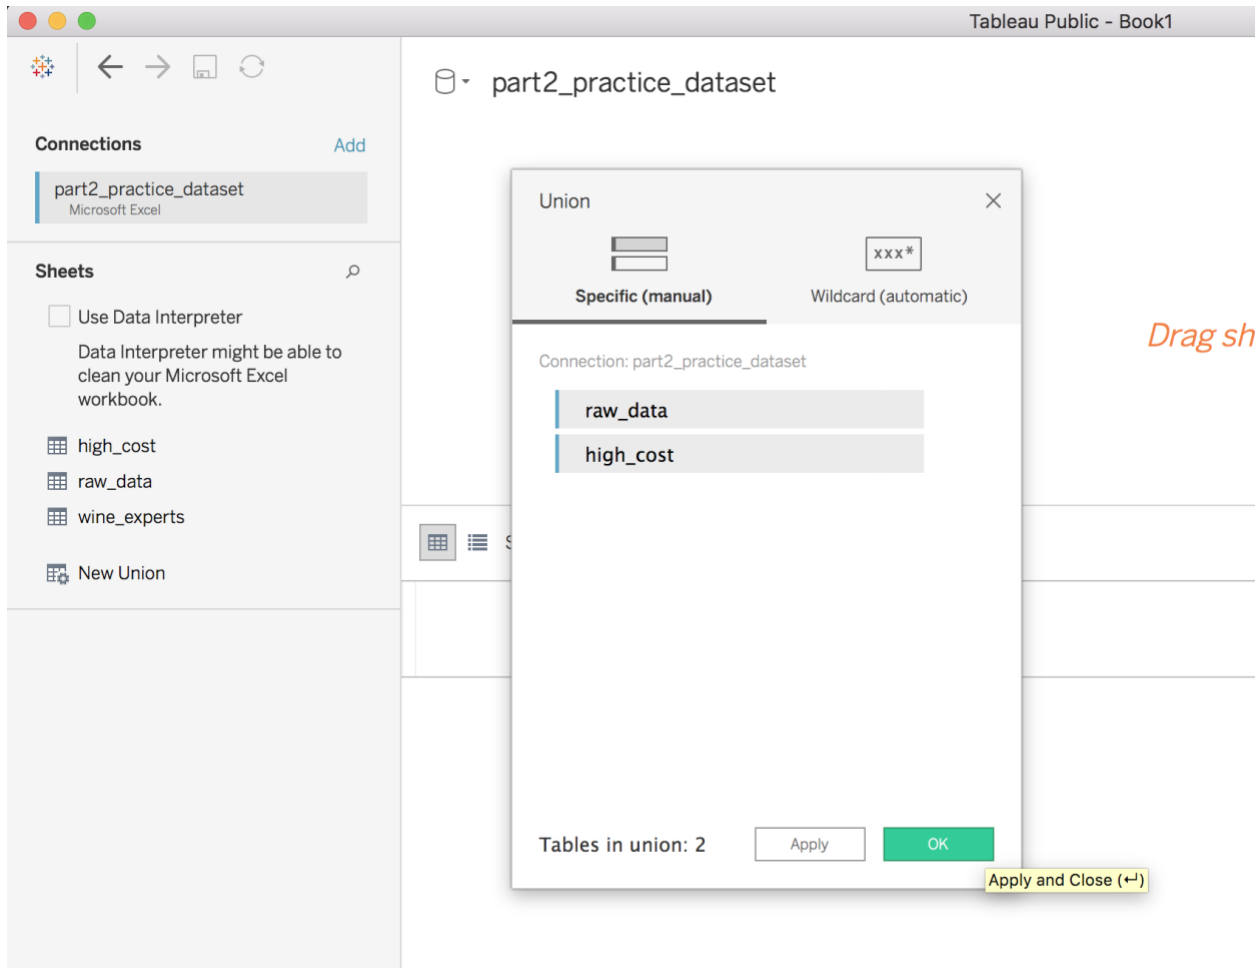 Tableau Public - Book1
part2_practice_dataset
Connections
Add
part2_practice_dataset
Microsoft Excel
Sheets
Use Data Interpreter
Data Interpreter might be able to
clean your Microsoft Excel
workbook.
high_cost
raw_data
wine_experts
New Union
Union
xxx*
Specific (manual)
Wildcard (automatic)
Connection: part2_practice_dataset
raw_data
high_cost
Tables in union: 2
Apply
OK
Apply and Close (↵)
Drag sh